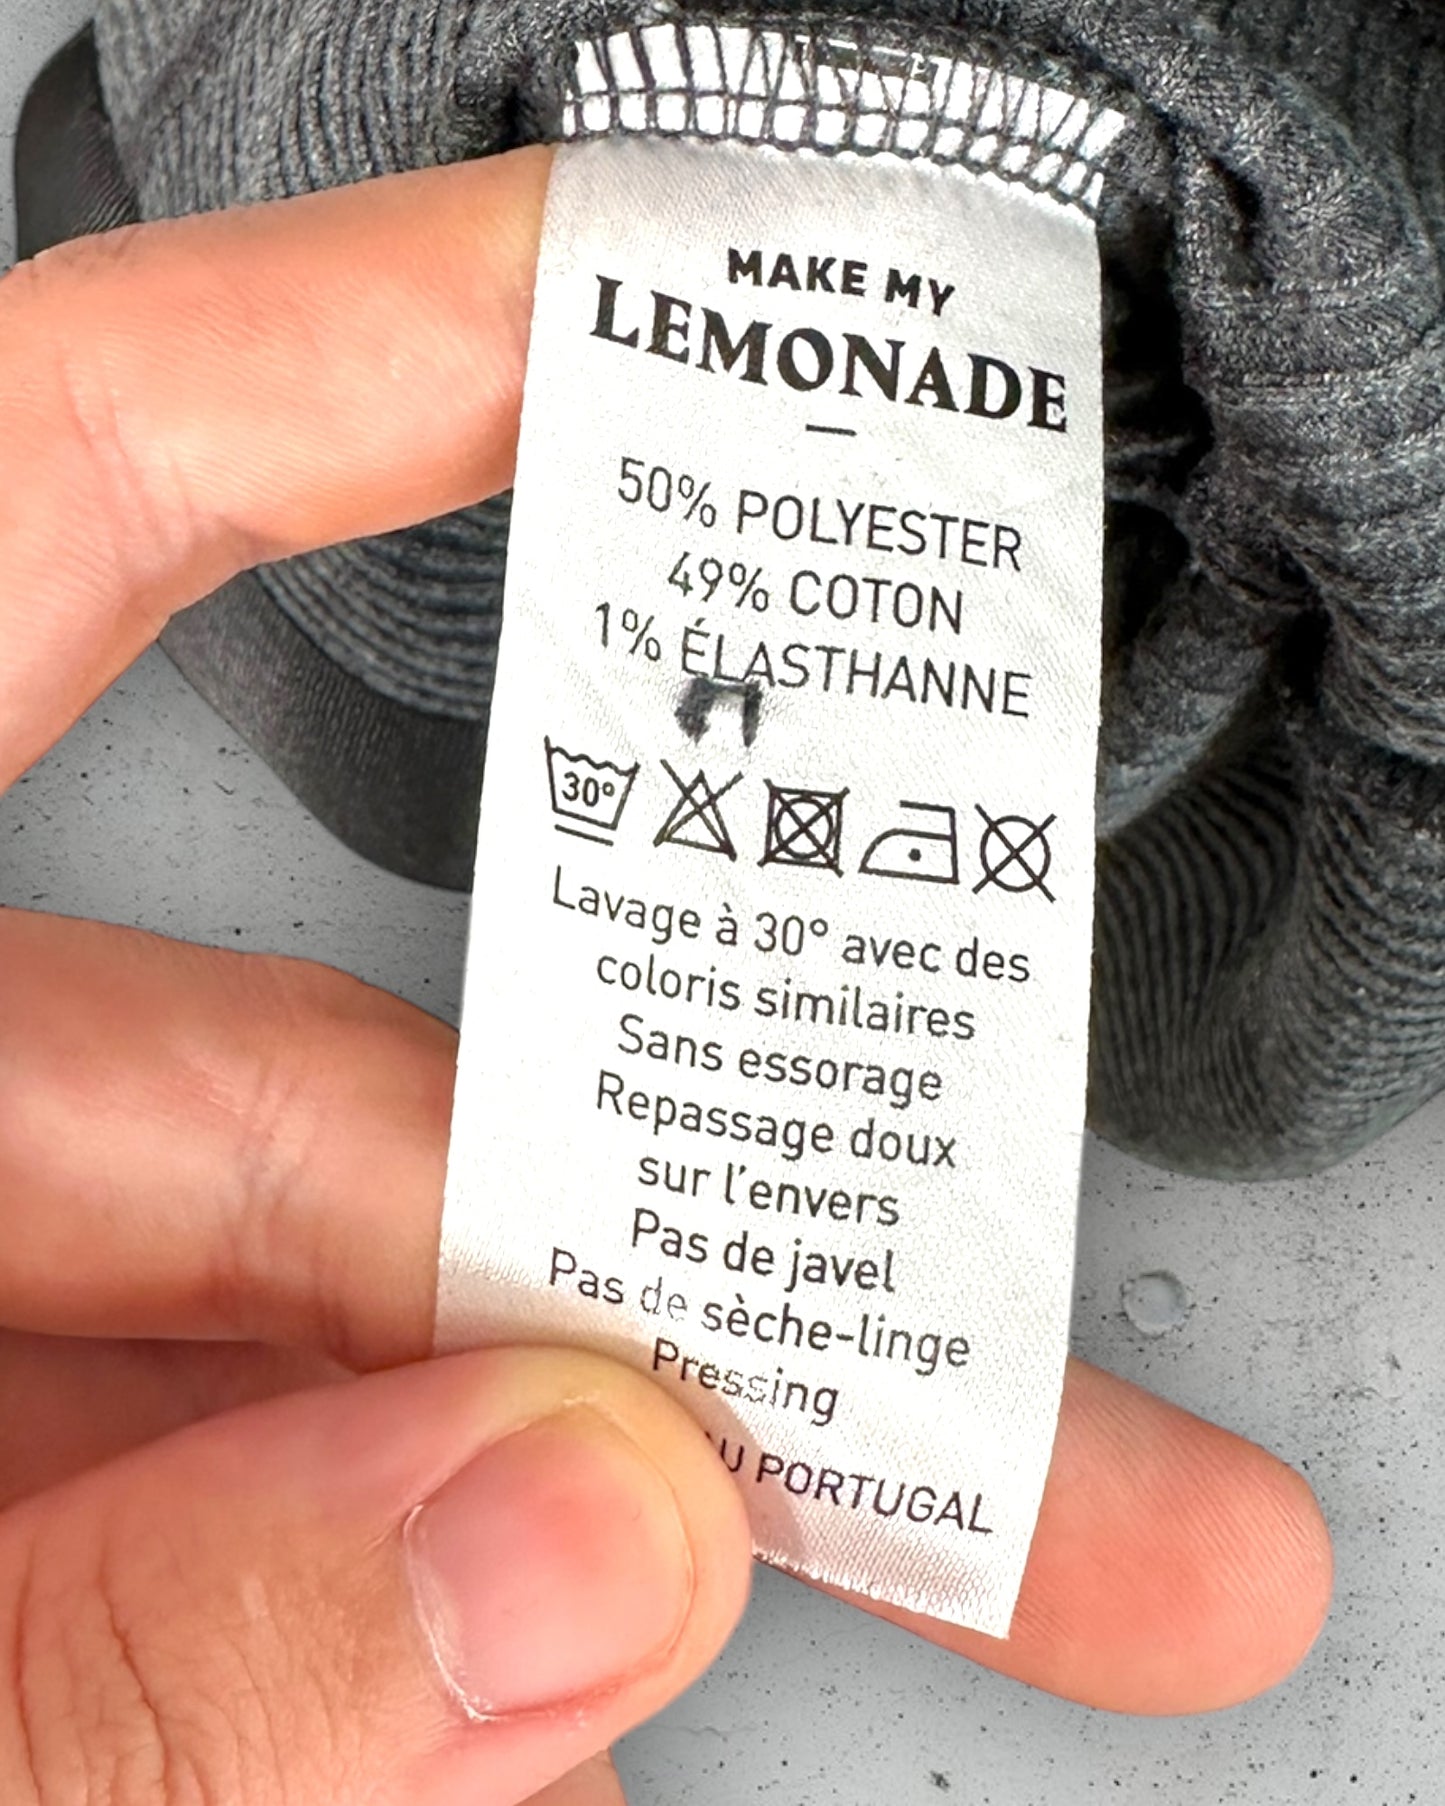 MAKE MY
LEMONADE
50% POLYESTER
49% COTON
1% ÉLASTHANNE
30°
Lavage à 30° avec des
coloris similaires
Sans essorage
Repassage doux
sur l'envers
Pas de javel
Pas de sèche-linge
Pressing
PORTUGAL